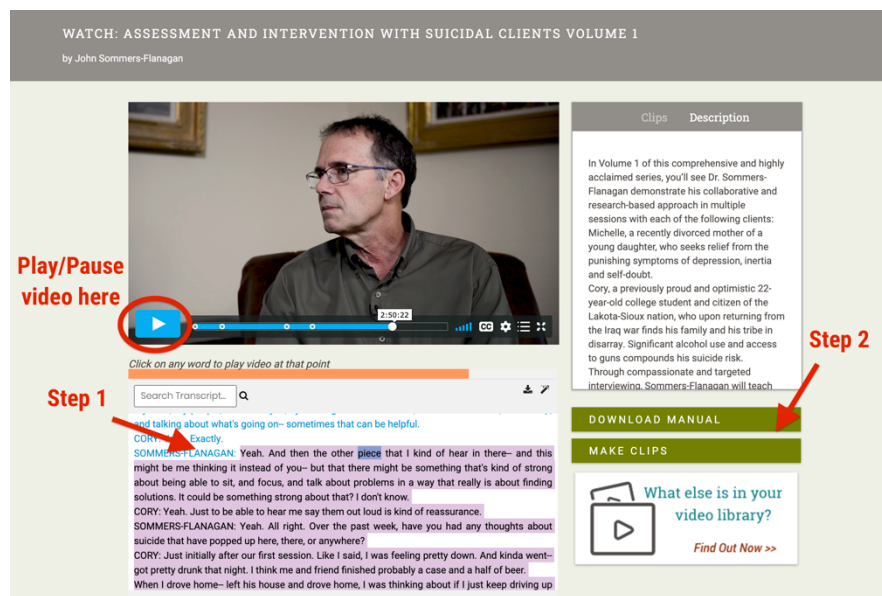 WATCH: ASSESSMENT AND INTERVENTION WITH SUICIDAL CLIENTS VOLUME 1
by John Sommers-Flanagan
Play/Pause
video here
2:50:22
CC
Click on any word to play video at that point
Step 1
Search Transcript...
and talking about what's going on-- sometimes that can be helpful.
CORY: Exactly.
SOMMERS-FLANAGAN: Yeah. And then the other piece that I kind of hear in there-- and this
might be me thinking it instead of you-- but that there might be something that's kind of strong
about being able to sit, and focus, and talk about problems in a way that really is about finding
solutions. It could be something strong about that? I don't know.
CORY: Yeah. Just to be able to hear me say them out loud is kind of reassurance.
SOMMERS-FLANAGAN: Yeah. All right. Over the past week, have you had any thoughts about
suicide that have popped up here, there, or anywhere?
CORY: Just initially after our first session. Like I said, I was feeling pretty down. And kinda went--
got pretty drunk that night. I think me and friend finished probably a case and a half of beer.
When I drove home-- left his house and drove home, I was thinking about if I just keep driving up
Clips Description
In Volume 1 of this comprehensive and highly
acclaimed series, you'll see Dr. Sommers-
Flanagan demonstrate his collaborative and
research-based approach in multiple
sessions with each of the following clients:
Michelle, a recently divorced mother of a
young daughter, who seeks relief from the
punishing symptoms of depression, inertia
and self-doubt.
Cory, a previously proud and optimistic 22-
year-old college student and citizen of the
Lakota-Sioux nation, who upon returning from
the Iraq war finds his family and his tribe in
disarray. Significant alcohol use and access
to guns compounds his suicide risk.
Through compassionate and targeted
interviewing, Sommers-Flanagan will teach
Step 2
DOWNLOAD MANUAL
MAKE CLIPS
What else is in your
video library?
Find Out Now >>